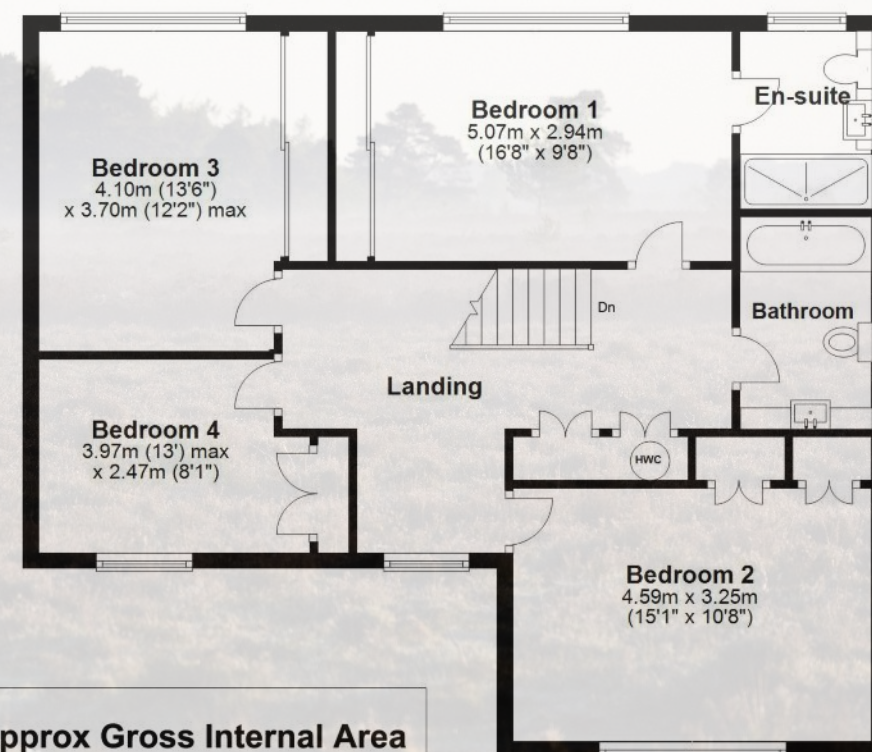 Bedroom 1
5.07m x 2.94m
(16'8" x 9'8")
En-suite
Bedroom 3
4.10m (13'6")
x 3.70m (12'2") max
Dn
Bathroom
Landing
Bedroom 4
3.97m (13') max
x 2.47m (8'1")
HWC
Bedroom 2
4.59m x 3.25m
(15'1" x 10'8")
pprox Gross Internal Area